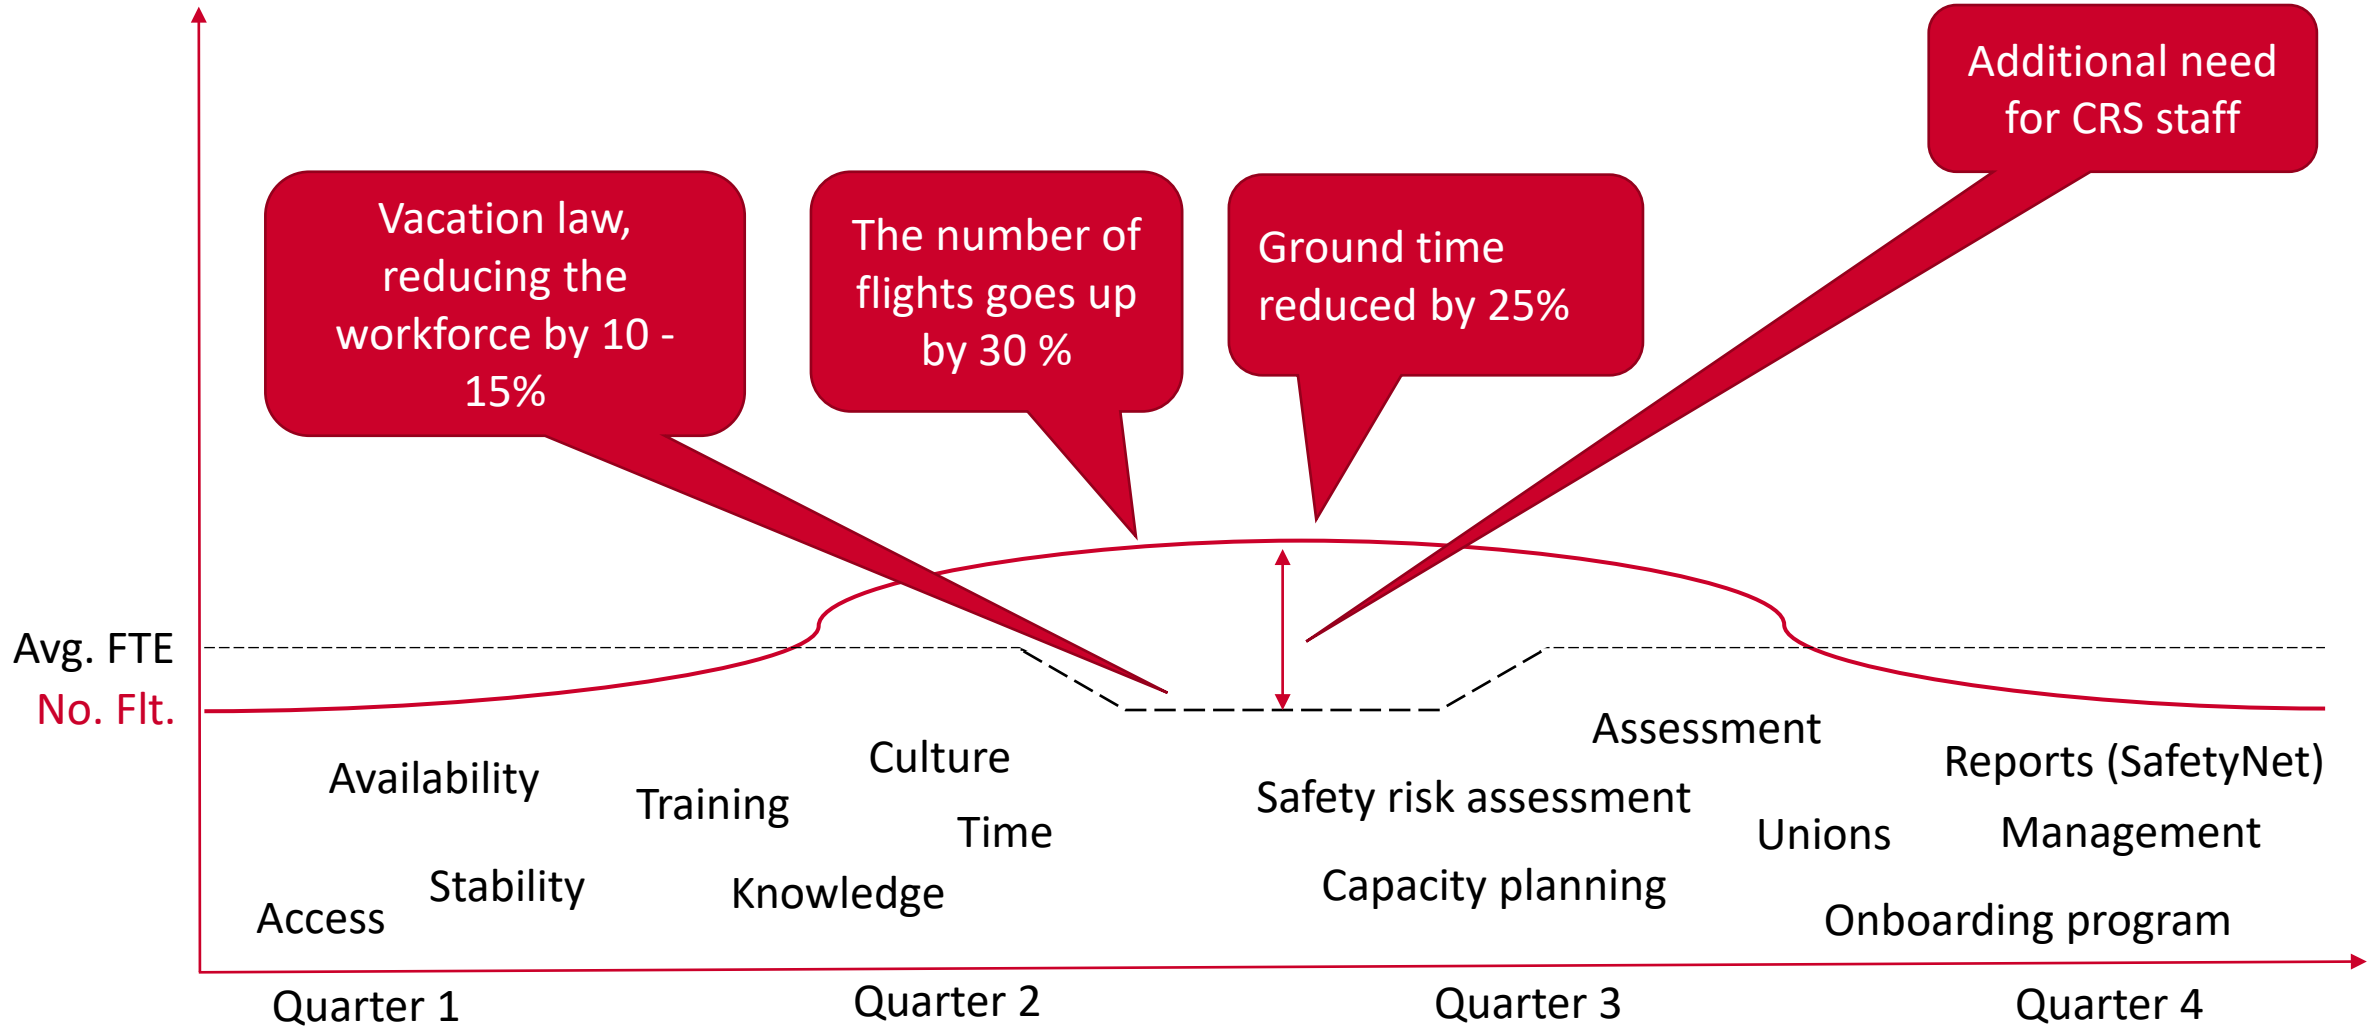 Additional need
for CRS staff
Vacation law,
reducing the
workforce by 10 -
15%
The number of
flights goes up
by 30 %
Ground time
reduced by 25%
Avg. FTE
No. Flt.
Availability
Training
Culture
Time
Stability
Knowledge
Access
Assessment
Reports (SafetyNet)
Safety risk assessment
Unions
Management
Capacity planning
Onboarding program
Quarter 1
Quarter 2
Quarter 3
Quarter 4